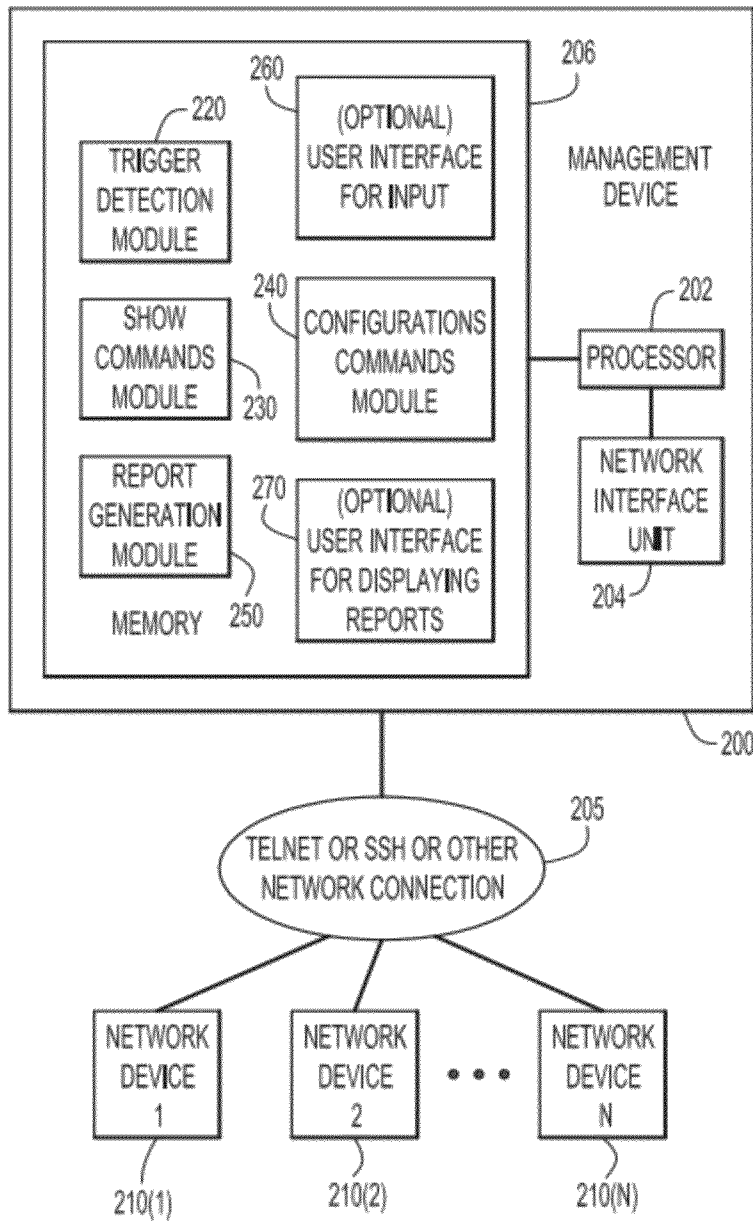 206
260
(OPTIONAL)
USER INTERFACE
FOR INPUT
220
TRIGGER
DETECTION
MODULE
MANAGEMENT
DEVICE
240
CONFIGURATIONS
COMMANDS
MODULE
SHOW
COMMANDS
MODULE
230
202
PROCESSOR
NETWORK
INTERFACE
UNIT
204
REPORT
GENERATION
MODULE
250
270
(OPTIONAL)
USER INTERFACE
FOR DISPLAYING
REPORTS
MEMORY
200
205
TELNET OR SSH OR OTHER
NETWORK CONNECTION
NETWORK
DEVICE
1
NETWORK
DEVICE
2
• • •
NETWORK
DEVICE
N
210(1)
210(2)
210(N)